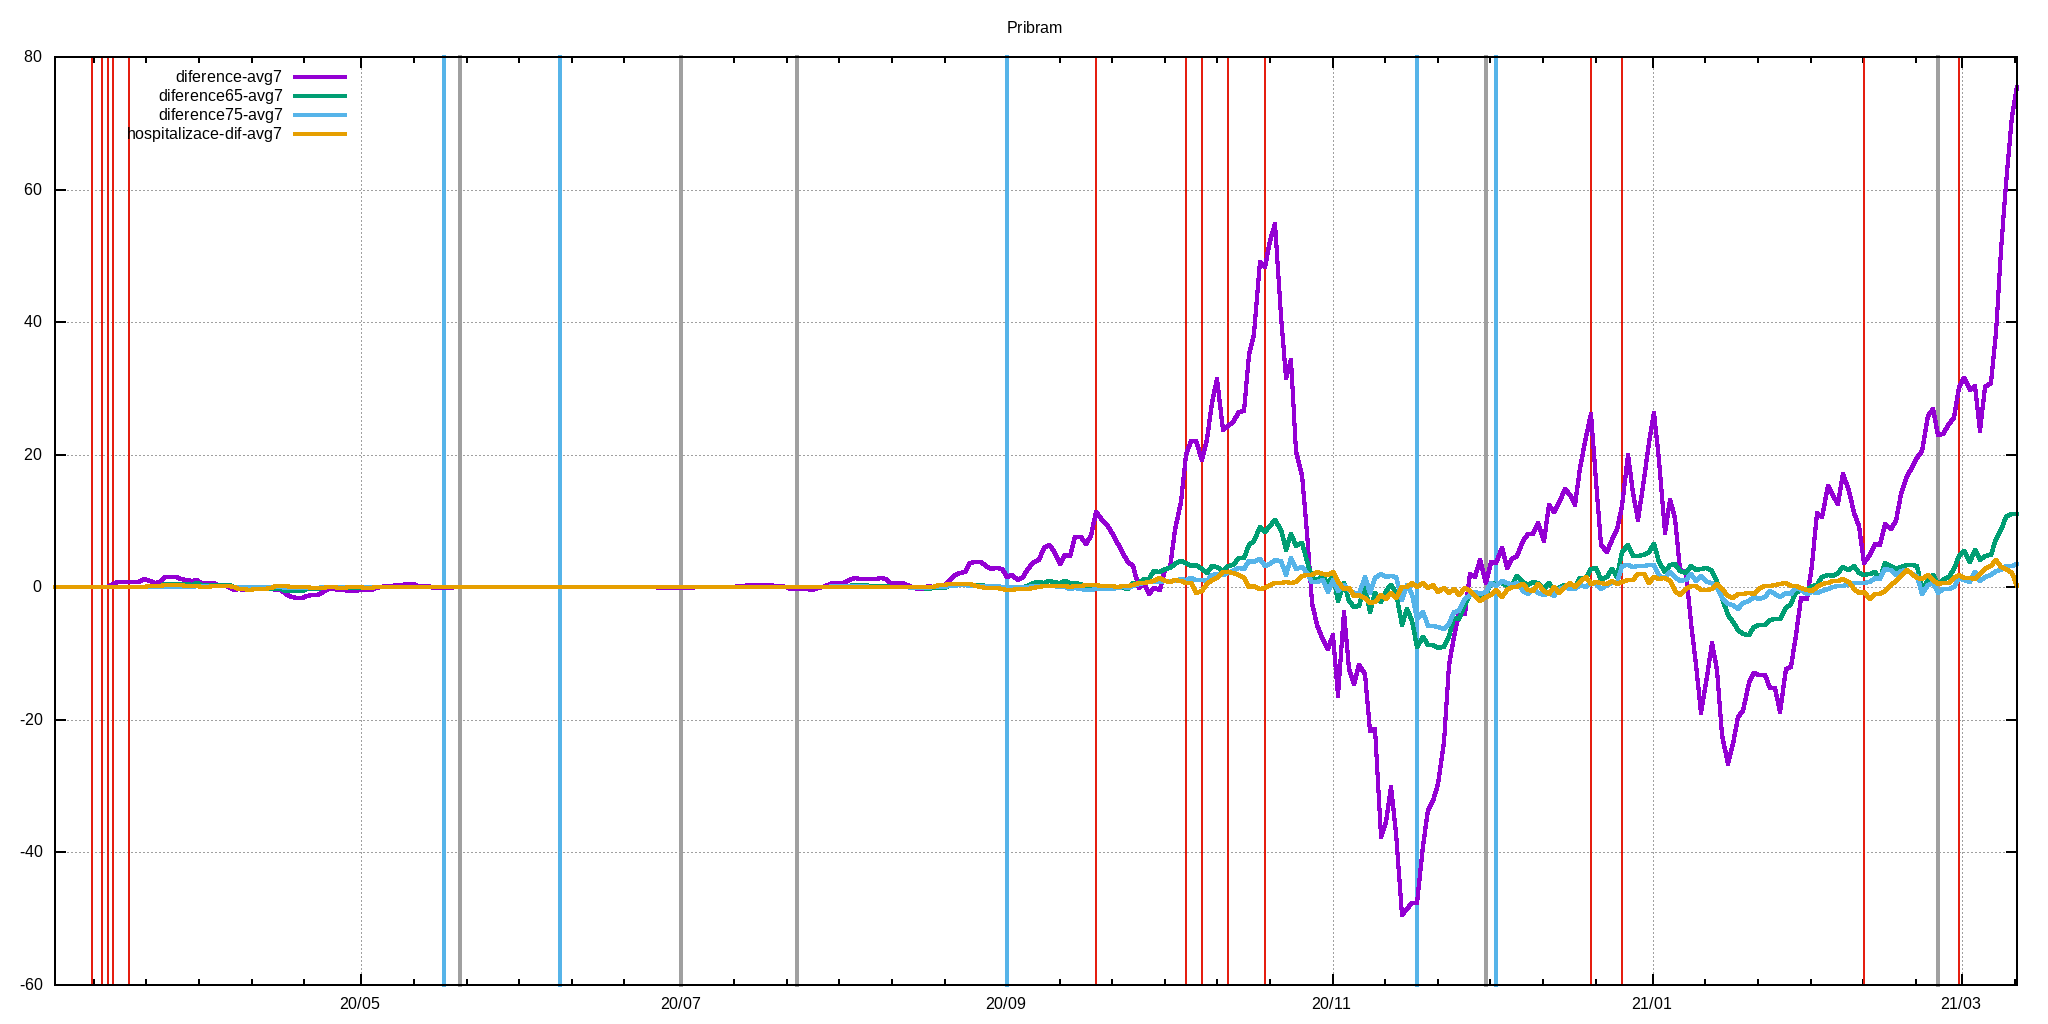 Pribram
80
60
40
20
0
-20
-40
-60
diference-avg7
diference65-avg7
diference75-avg7
hospitalizace-dif-avg7
20/05
20/07
20/09
20/11
21/01
21/03